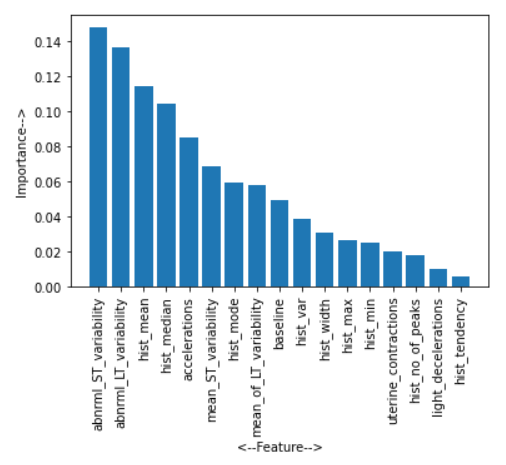 Importance-->
0.14
0.12
0.10
0.08
0.06
0.04
0.02
0.00
abnrml_ST_variability
abnrml_LT_variability
hist_mean
hist_median
accelerations
mean_ST_variability
hist_mode
mean_of_LT_variability
baseline
hist_var
hist_width
hist_max
hist_min
uterine_contractions
hist_no_of_peaks
light_decelerations
hist_tendency
<--Feature-->